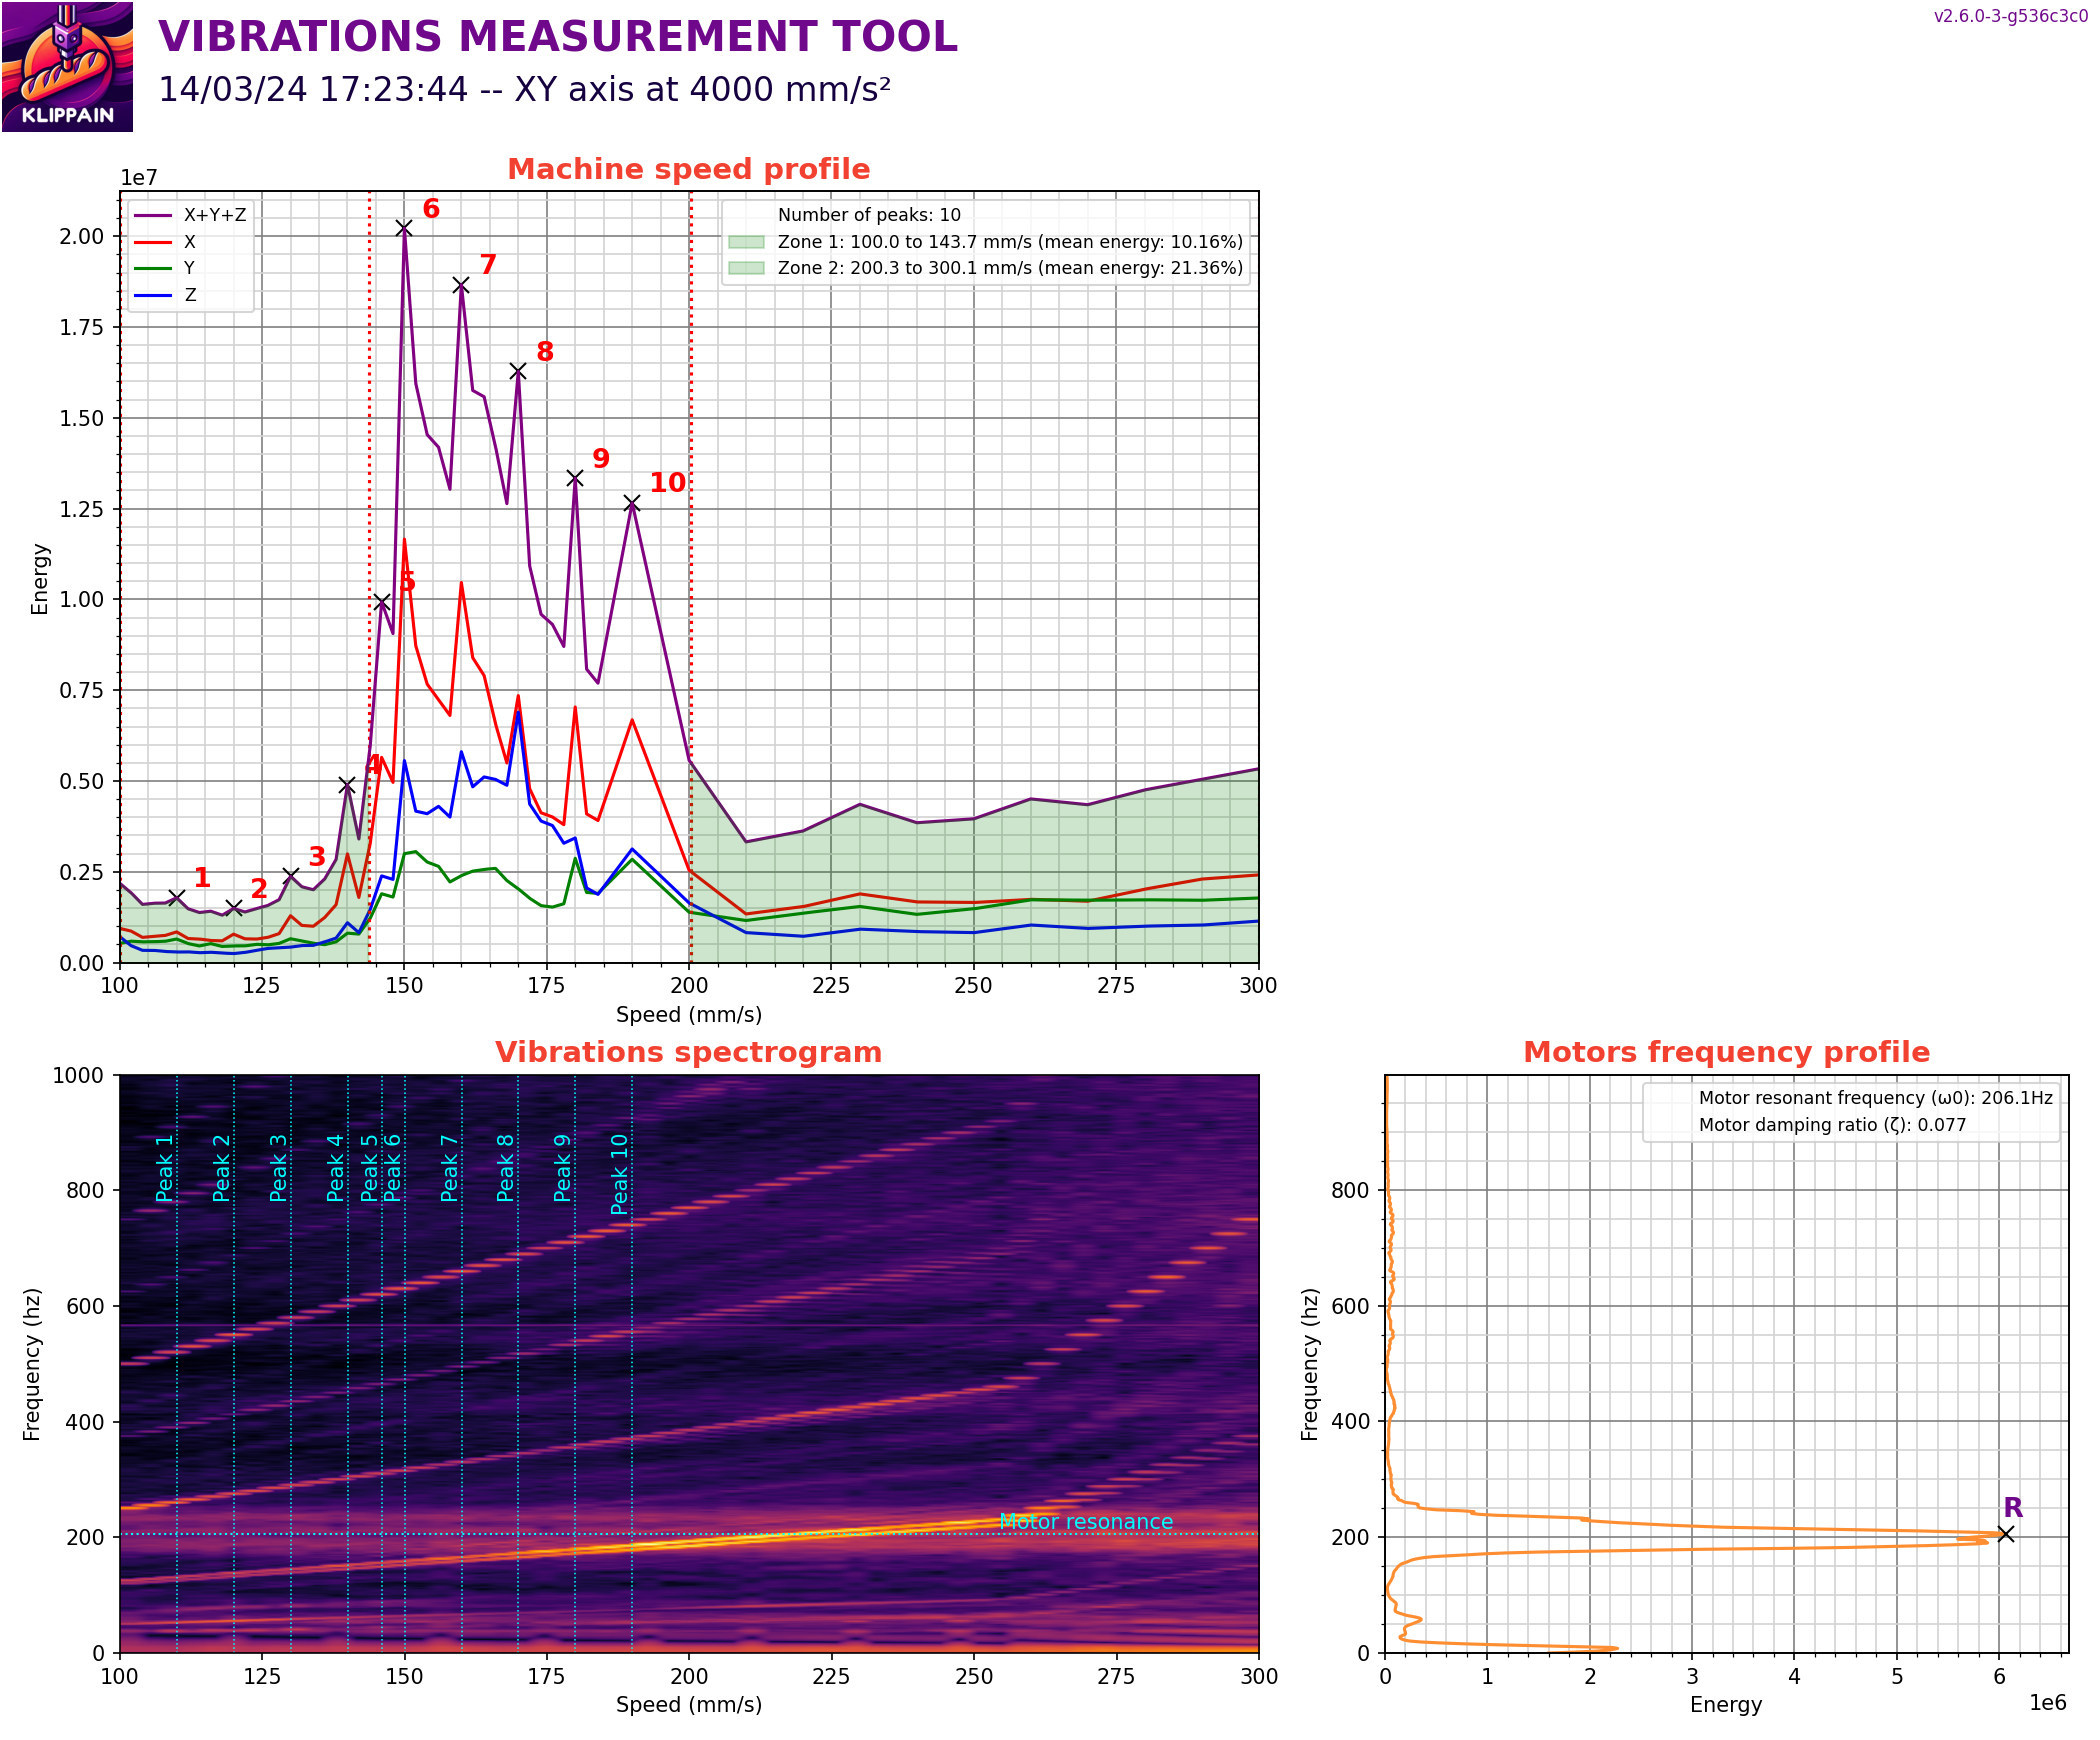 v2.6.0-3-g536c3c0
VIBRATIONS MEASUREMENT TOOL
14/03/24 17:23:44 -- XY axis at 4000 mm/s²
KLIPPAIN
Machine speed profile
1e7
X+Y+Z
X
Y
Z
Number of peaks: 10
Zone 1: 100.0 to 143.7 mm/s (mean energy: 10.16%)
Zone 2: 200.3 to 300.1 mm/s (mean energy: 21.36%)
6
7
8
9
10
5
4
3
1
2
2.00
1.75
1.50
1.25
1.00
0.75
0.50
0.25
0.00
Energy
100 125 150 175 200 225 250 275 300
Speed (mm/s)
Vibrations spectrogram
1000
800
600
400
200
0
Frequency (hz)
Peak 1
Peak 2
Peak 3
Peak 4
Peak 5
Peak 6
Peak 7
Peak 8
Peak 9
Peak 10
Motor resonance
100 125 150 175 200 225 250 275 300
Speed (mm/s)
Motors frequency profile
Motor resonant frequency (ω0): 206.1Hz
Motor damping ratio (ζ): 0.077
800
600
400
200
0
Frequency (hz)
R
0 1 2 3 4 5 6
Energy
1e6